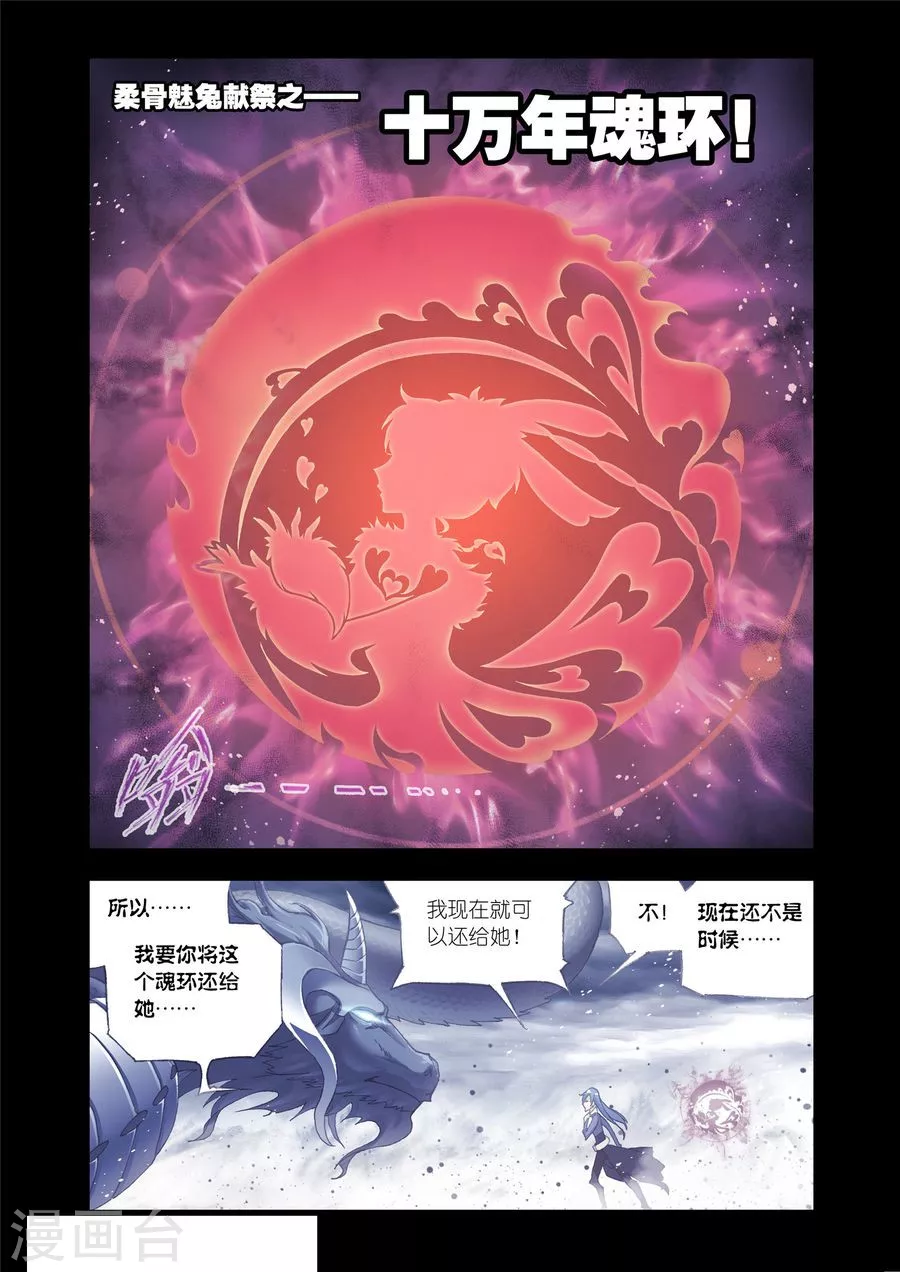 柔骨魅兔献祭之——
十万年魂环！
嗡
所以……
我要你将这
个魂环还给
她……
我现在就可
以还给她！
不！
现在还不是
时候……
漫画台